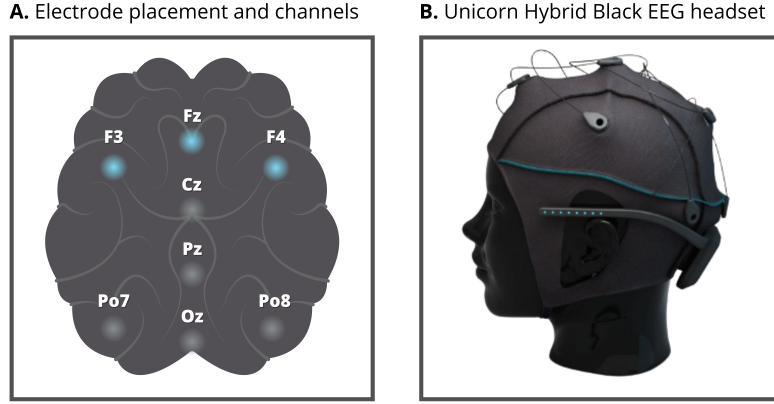 A. Electrode placement and channels
B. Unicorn Hybrid Black EEG headset
Fz
F3
F4
Cz
Pz
Po7
Po8
Oz